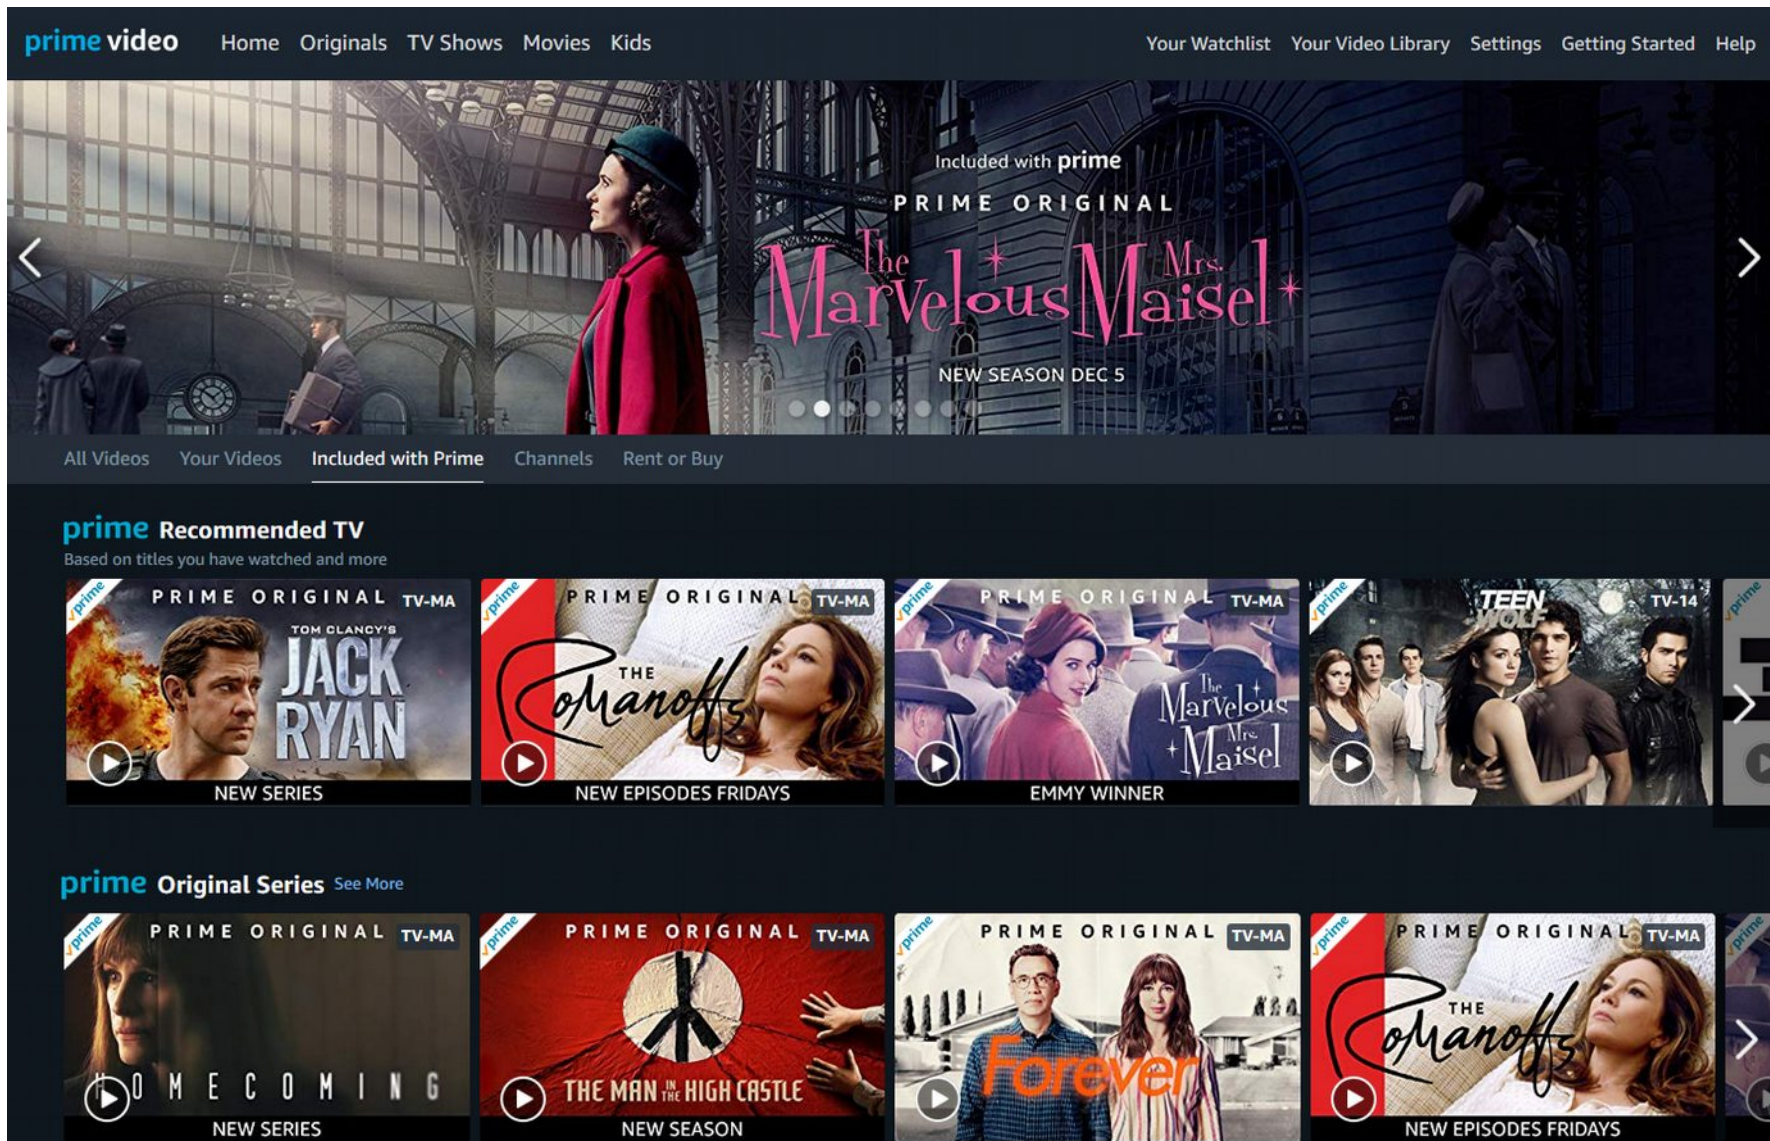 prime video Home Originals TV Shows Movies Kids Your Watchlist Your Video Library Settings Getting Started Help
Included with prime
PRIME ORIGINAL
The Marvelous Mrs. Maisel
NEW SEASON DEC 5
All Videos Your Videos Included with Prime Channels Rent or Buy
prime Recommended TV
Based on titles you have watched and more
prime
PRIME ORIGINAL
TV-MA
TOM CLANCY'S
JACK
RYAN
NEW SERIES
prime
PRIME ORIGINAL
TV-MA
THE
Romanoffs
NEW EPISODES FRIDAYS
prime
PRIME ORIGINAL
TV-MA
The
Marvelous
Mrs.
Maisel
EMMY WINNER
prime
TEEN
WOLF
TV-14
prime
prime Original Series See More
prime
PRIME ORIGINAL
TV-MA
HOMECOMING
NEW SERIES
prime
PRIME ORIGINAL
TV-MA
THE MAN IN THE HIGH CASTLE
NEW SEASON
prime
PRIME ORIGINAL
TV-MA
Forever
prime
PRIME ORIGINAL
TV-MA
THE
Romanoffs
NEW EPISODES FRIDAYS
prime